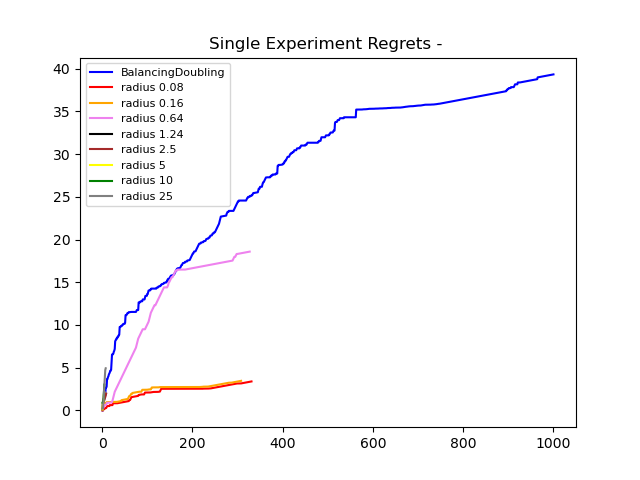 Single Experiment Regrets -
BalancingDoubling
radius 0.08
radius 0.16
radius 0.64
radius 1.24
radius 2.5
radius 5
radius 10
radius 25
40
35
30
25
20
15
10
5
0
0 200 400 600 800 1000